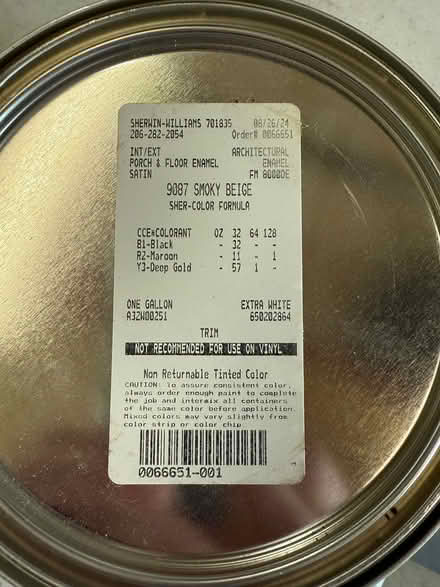 SHERWIN-WILLIAMS 701835 08/26/24
206-282-2054 Order# 0066651
INT/EXT ARCHITECTURAL
PORCH & FLOOR ENAMEL ENAMEL
SATIN FM 8000DE
9087 SMOKY BEIGE
SHER-COLOR FORMULA
CCE*COLORANT OZ 32 64 128
B1-Black - 32 - -
R2-Maroon - 11 - 1
Y3-Deep Gold - 57 1 -
ONE GALLON EXTRA WHITE
A32W00251 650202864
TRIM
NOT RECOMMENDED FOR USE ON VINYL
Non Returnable Tinted Color
CAUTION: To assure consistent color,
always order enough paint to complete
the job and intermix all containers
of the same color before application.
Mixed colors may vary slightly from
color strip or color chip.
0066651-001